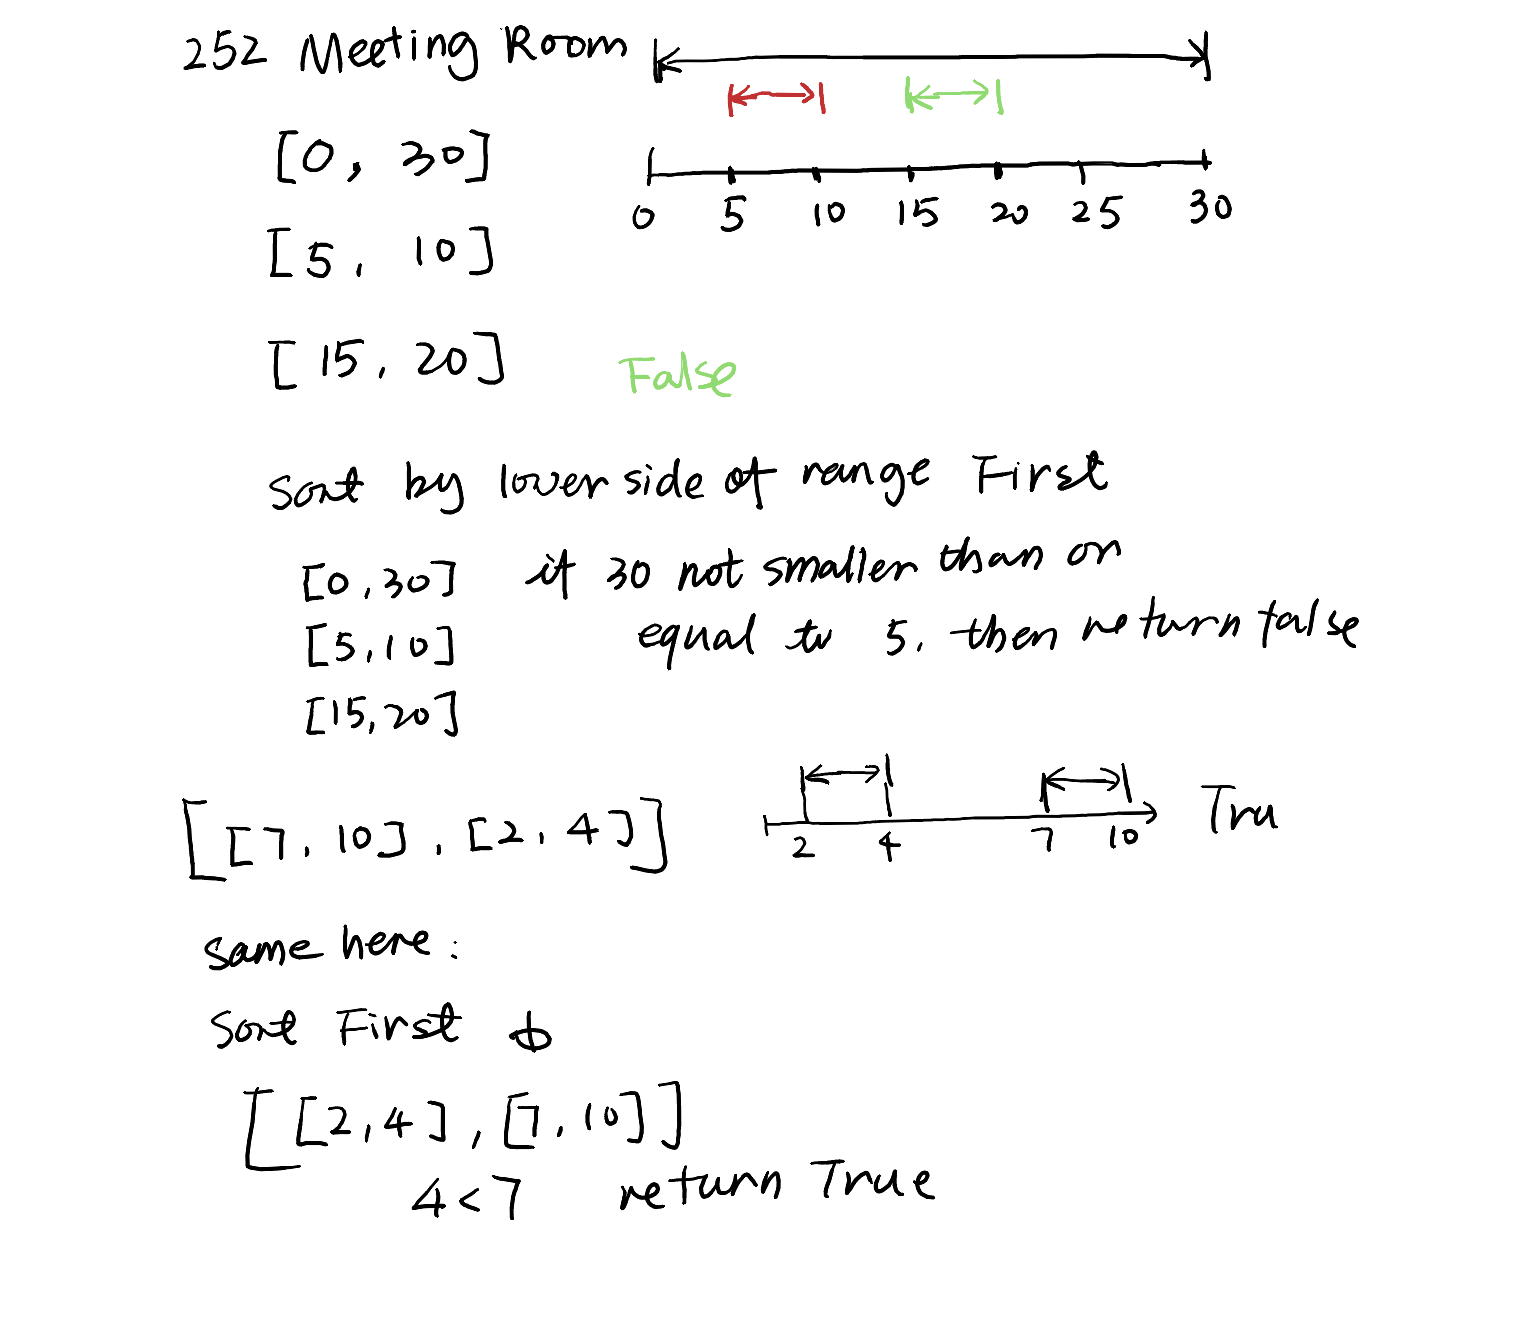 252 Meeting Room
[0, 30]
0 5 10 15 20 25 30
[5, 10]
[15, 20]
False
Sort by lower side of range First
[0,30] if 30 not smaller than or
[5,10] equal to 5, then return false
[15,20]
[[7, 10], [2, 4]]
2 4 7 10
Tru
same here:
Sort First
[[2,4], [7,10]]
4<7 return True